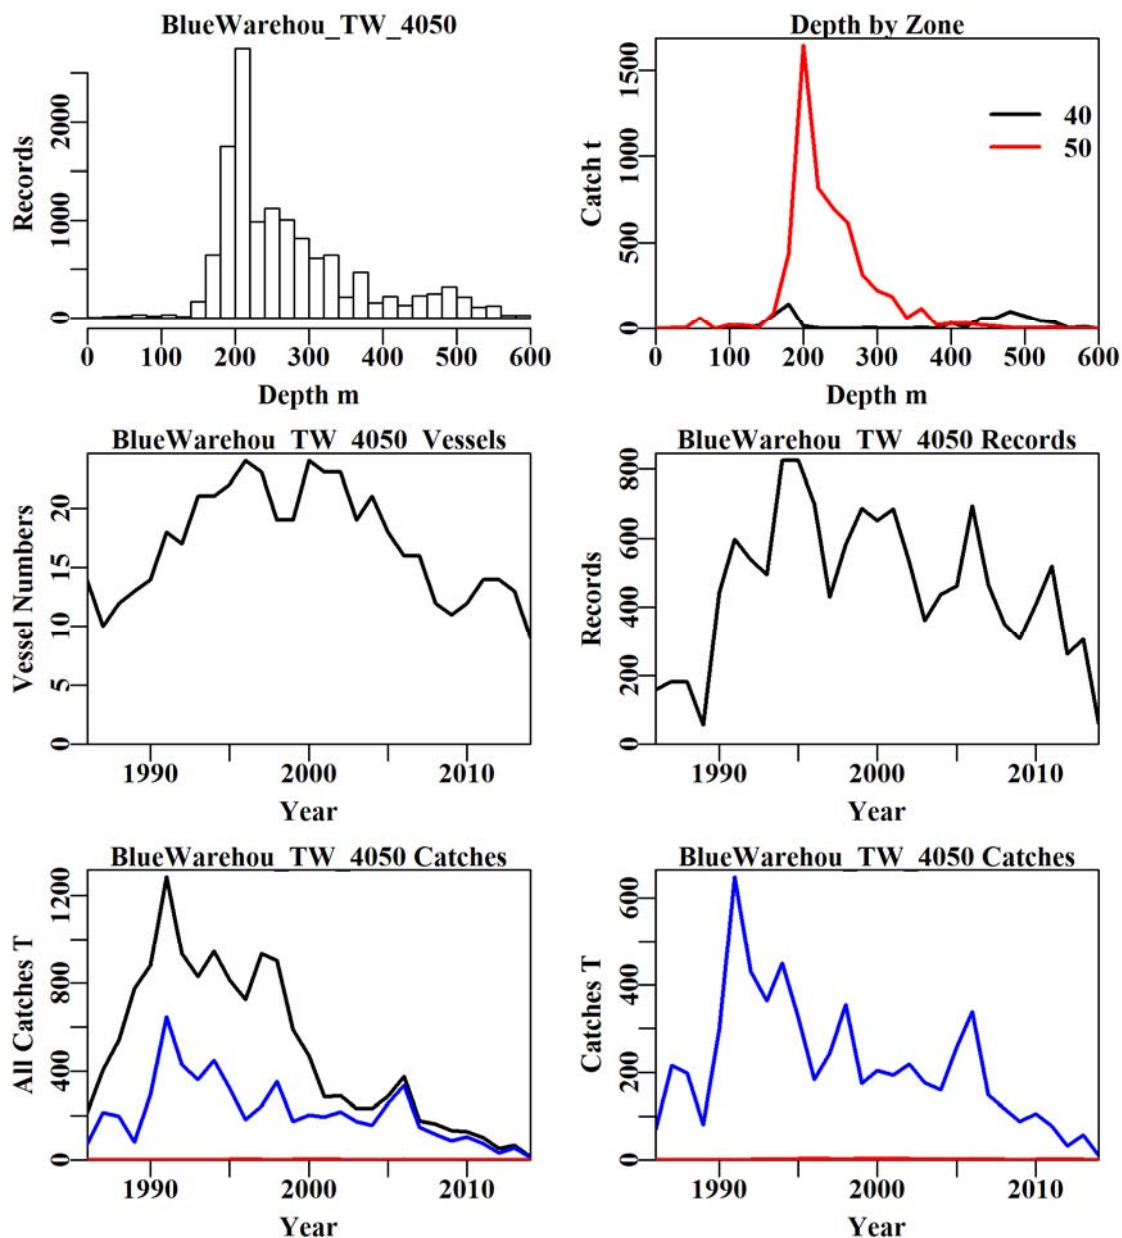 BlueWarehou_TW_4050
Records
0 1000 2000
0 100 200 300 400 500 600
Depth m
Depth by Zone
Catch t
0 500 1000 1500
40
50
0 100 200 300 400 500 600
Depth m
BlueWarehou_TW_4050_Vessels
Vessel Numbers
0 5 10 15 20
1990 2000 2010
Year
BlueWarehou_TW_4050 Records
Records
0 200 400 600 800
1990 2000 2010
Year
BlueWarehou_TW_4050 Catches
All Catches T
0 400 800 1200
1990 2000 2010
Year
BlueWarehou_TW_4050 Catches
Catches T
0 200 400 600
1990 2000 2010
Year